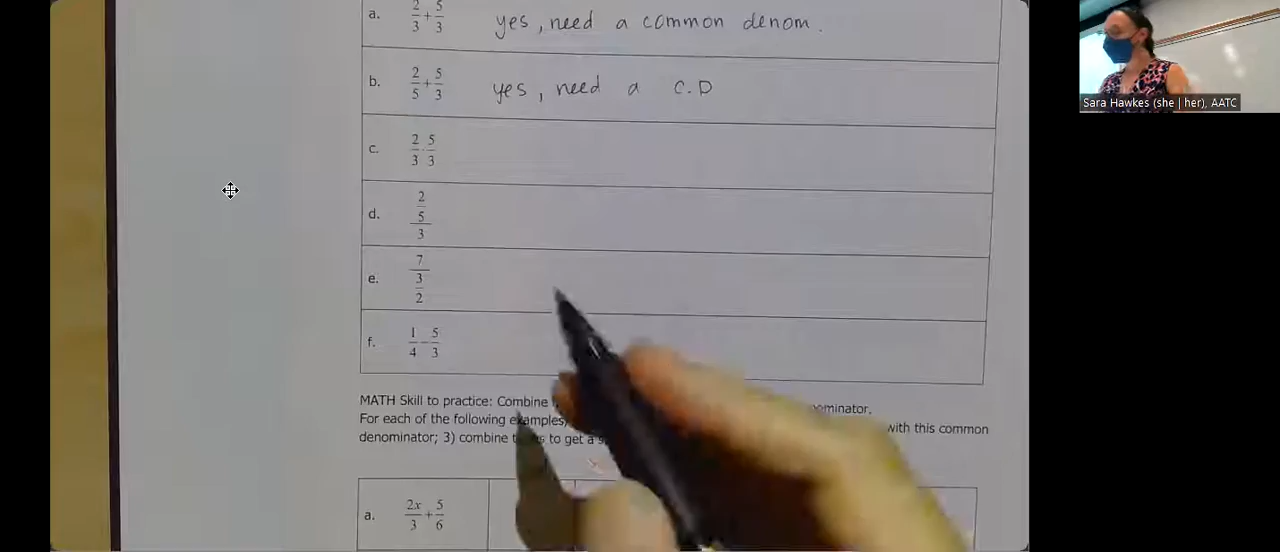 a. 2/3 + 5/3 yes, need a common denom.
b. 2/5 + 5/3 yes, need a C.D
c. 2/3 · 5/3
d. 2/5/3
e. 7/3/2
f. 1/4 - 5/3
MATH Skill to practice: Combine ominator.
For each of the following examples, with this common
denominator; 3) combine to get a
a. 2x/3 + 5/6
Sara Hawkes (she | her), AATC